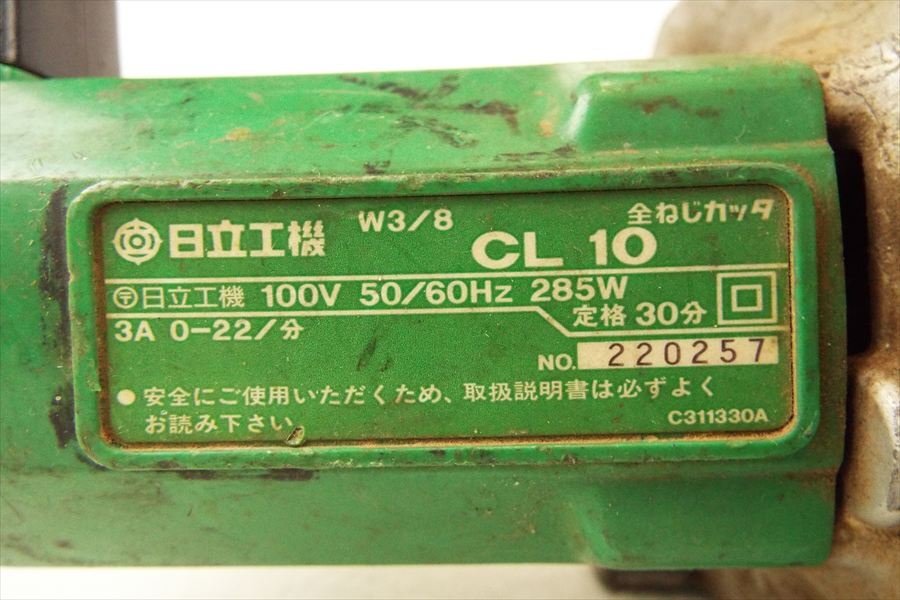 日立工機 W3/8 全ねじカッタ
CL 10
〶日立工機 100V 50/60Hz 285W
3A 0-22/分 定格 30分
NO. 220257
● 安全にご使用いただくため、取扱説明書は必ずよく
お読み下さい。
C311330A